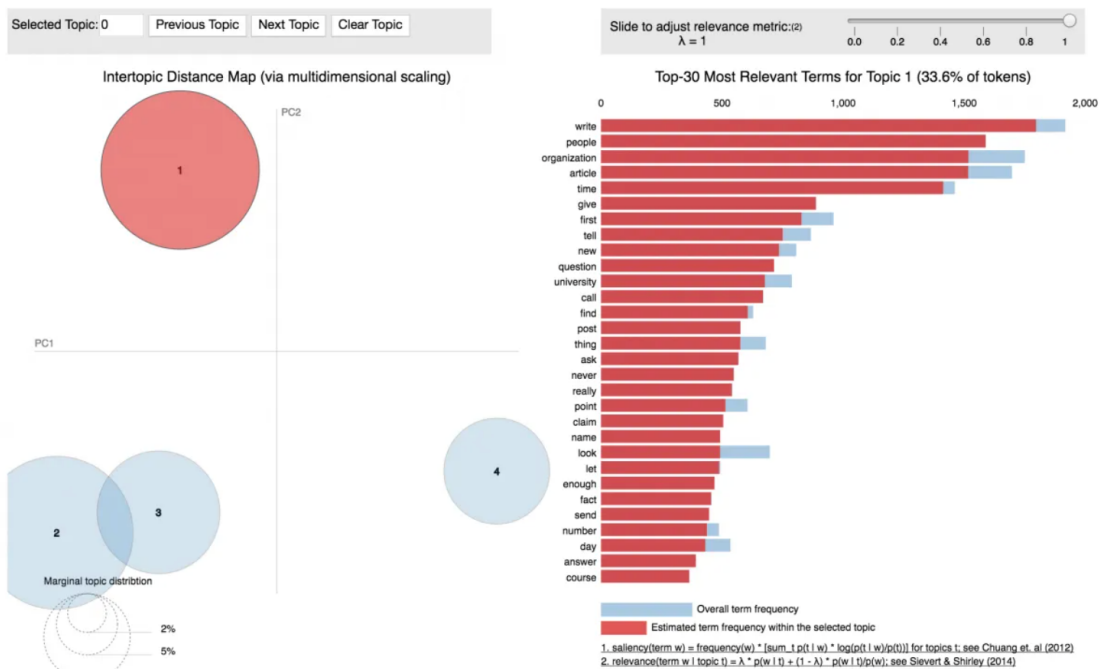 Selected Topic: 0 Previous Topic Next Topic Clear Topic
Slide to adjust relevance metric:(2)
λ = 1
0.0 0.2 0.4 0.6 0.8 1
Intertopic Distance Map (via multidimensional scaling)
PC2
PC1
1
2
3
4
Marginal topic distribtion
2%
5%
Top-30 Most Relevant Terms for Topic 1 (33.6% of tokens)
0 500 1,000 1,500 2,000
write
people
organization
article
time
give
first
tell
new
question
university
call
find
post
thing
ask
never
really
point
claim
name
look
let
enough
fact
send
number
day
answer
course
Overall term frequency
Estimated term frequency within the selected topic
1. saliency(term w) = frequency(w) * [sum_t p(t | w) * log(p(t | w)/p(t))] for topics t; see Chuang et. al (2012)
2. relevance(term w | topic t) = λ * p(w | t) + (1 - λ) * p(w | t)/p(w); see Sievert & Shirley (2014)